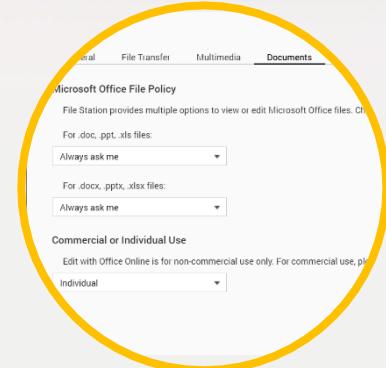 eral File Transfer Multimedia Documents
Microsoft Office File Policy
File Station provides multiple options to view or edit Microsoft Office files.
For .doc, .ppt, .xls files:
Always ask me
For .docx, .pptx, .xlsx files:
Always ask me
Commercial or Individual Use
Edit with Office Online is for non-commercial use only. For commercial use,
Individual